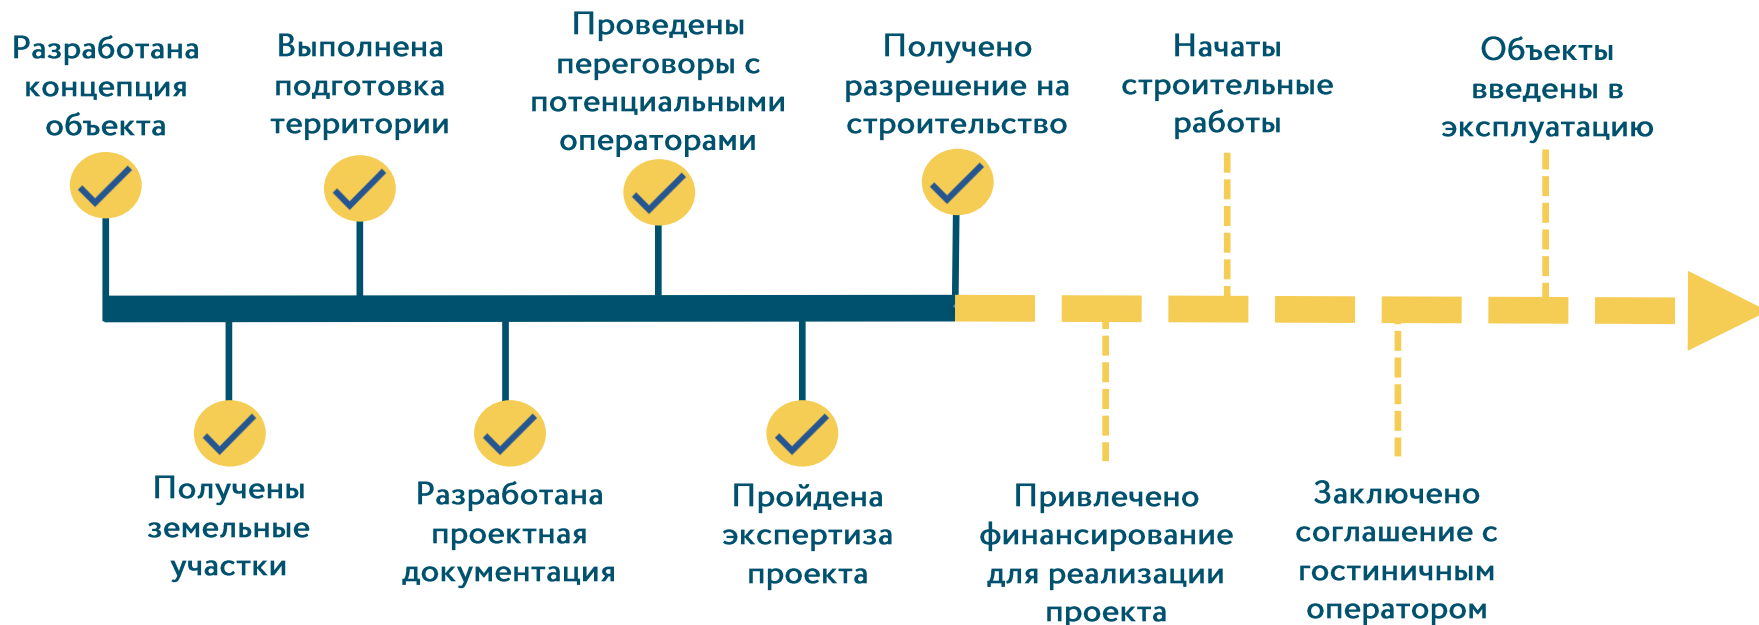 Разработана
концепция
объекта
Выполнена
подготовка
территории
Проведены
переговоры с
потенциальными
операторами
Получено
разрешение на
строительство
Начаты
строительные
работы
Объекты
введены в
эксплуатацию
Получены
земельные
участки
Разработана
проектная
документация
Пройдена
экспертиза
проекта
Привлечено
финансирование
для реализации
проекта
Заключено
соглашение с
гостиничным
оператором